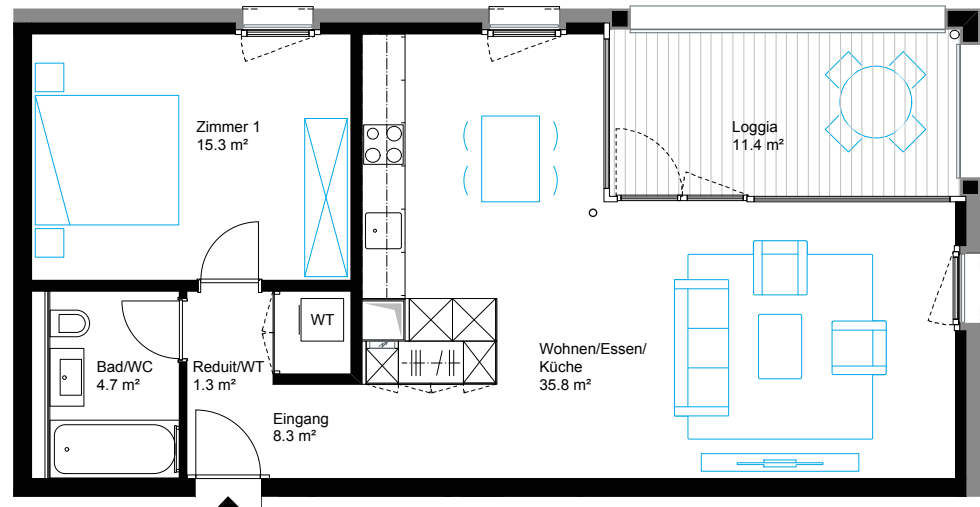 Zimmer 1
15.3 m²
Loggia
11.4 m²
WT
Bad/WC
4.7 m²
Reduit/WT
1.3 m²
Wohnen/Essen/
Küche
35.8 m²
Eingang
8.3 m²